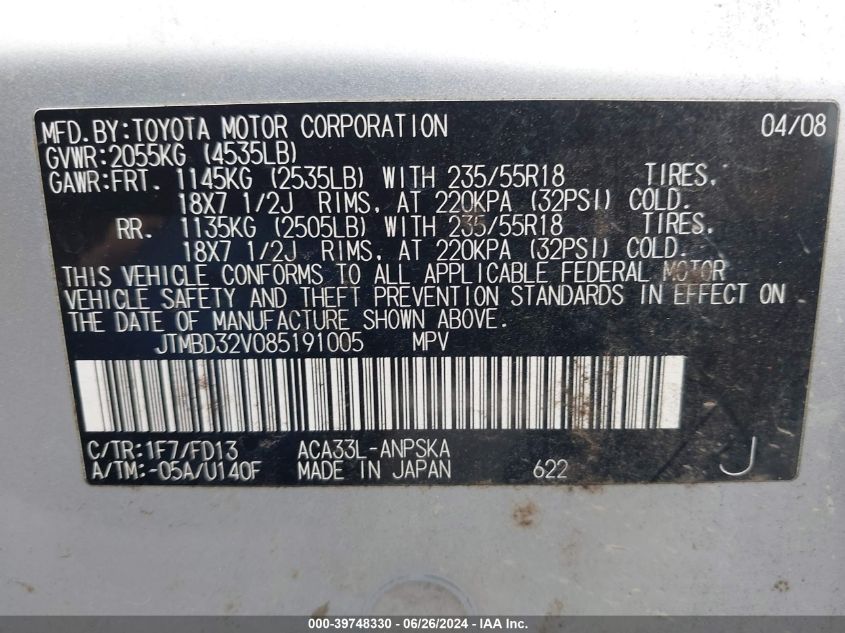 MFD.BY:TOYOTA MOTOR CORPORATION 04/08
GVWR:2055KG (4535LB)
GAWR:FRT. 1145KG (2535LB) WITH 235/55R18 TIRES,
18X7 1/2J RIMS, AT 220KPA (32PSI) COLD.
RR. 1135KG (2505LB) WITH 235/55R18 TIRES,
18X7 1/2J RIMS, AT 220KPA (32PSI) COLD.
THIS VEHICLE CONFORMS TO ALL APPLICABLE FEDERAL MOTOR
VEHICLE SAFETY AND THEFT PREVENTION STANDARDS IN EFFECT ON
THE DATE OF MANUFACTURE SHOWN ABOVE.
JTMBD32V085191005 MPV
C/TR:1F7/FD13 ACA33L-ANPSKA
A/TM:-05A/U140F MADE IN JAPAN 622 J
000-39748330 - 06/26/2024 - IAA Inc.